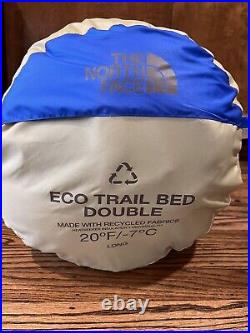 THE
NORTH
FACE
ECO TRAIL BED
DOUBLE
MADE WITH RECYCLED FABRICS
20°F/-7°C
LONG